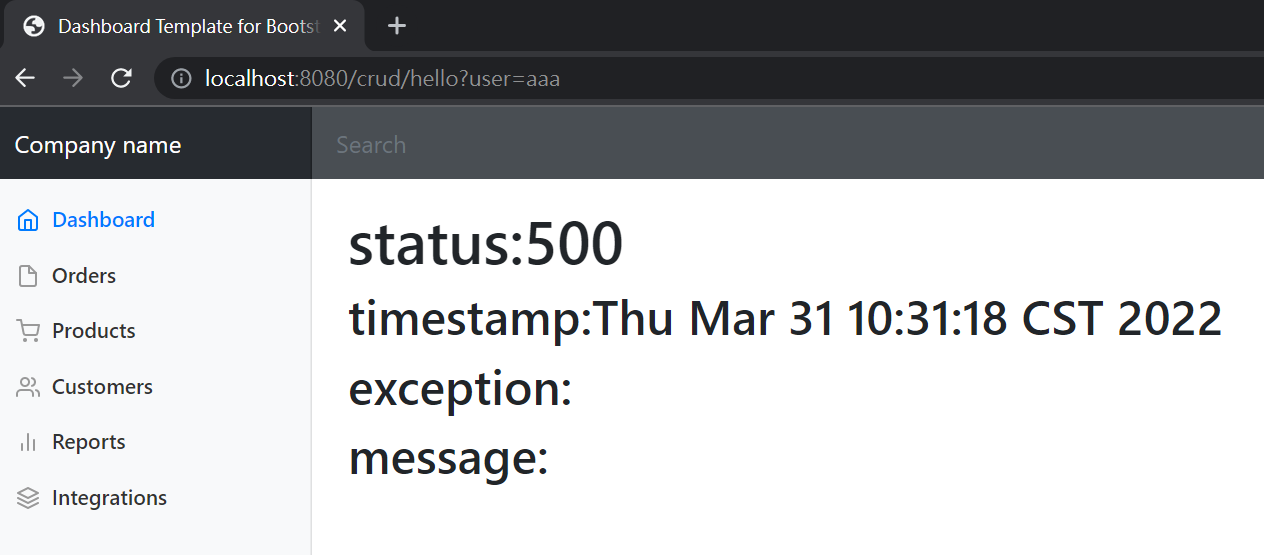 Dashboard Template for Boots
localhost:8080/crud/hello?user=aaa
Company name
Search
Dashboard
Orders
Products
Customers
Reports
Integrations
status:500
timestamp:Thu Mar 31 10:31:18 CST 2022
exception:
message: